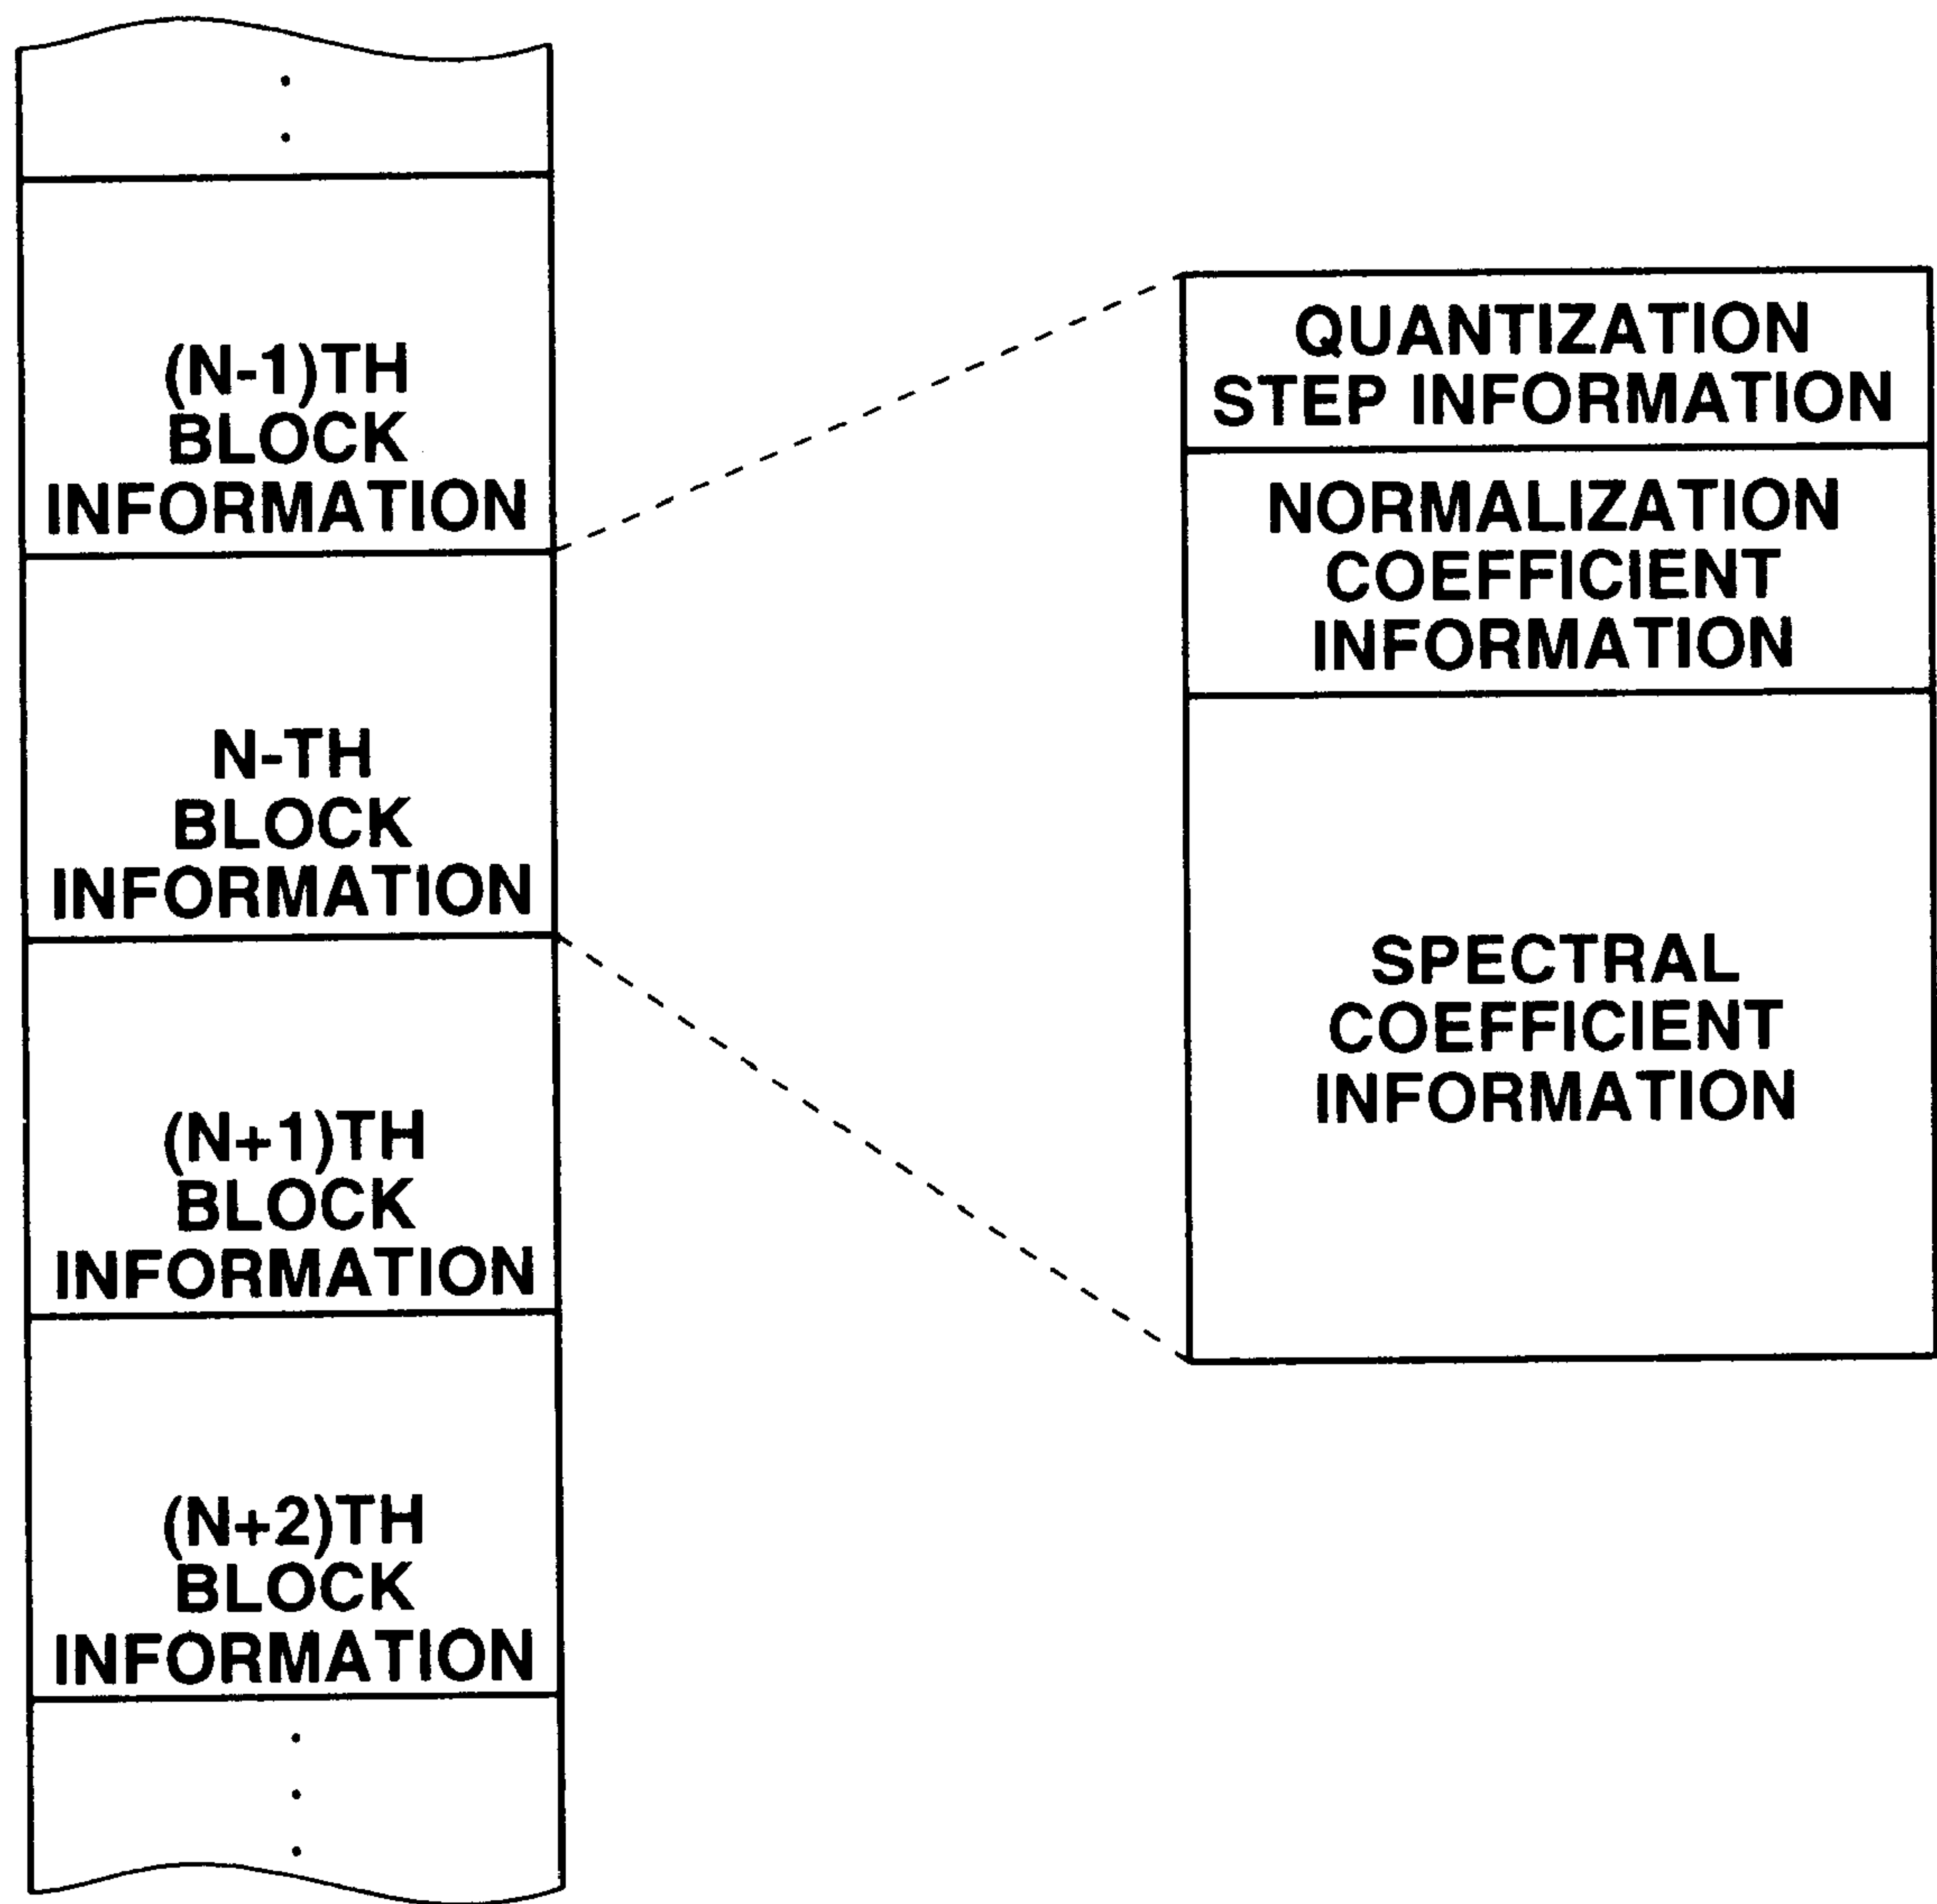 (N-1)TH
BLOCK
INFORMATION
N-TH
BLOCK
INFORMATION
(N+1)TH
BLOCK
INFORMATION
(N+2)TH
BLOCK
INFORMATION
QUANTIZATION
STEP INFORMATION
NORMALIZATION
COEFFICIENT
INFORMATION
SPECTRAL
COEFFICIENT
INFORMATION